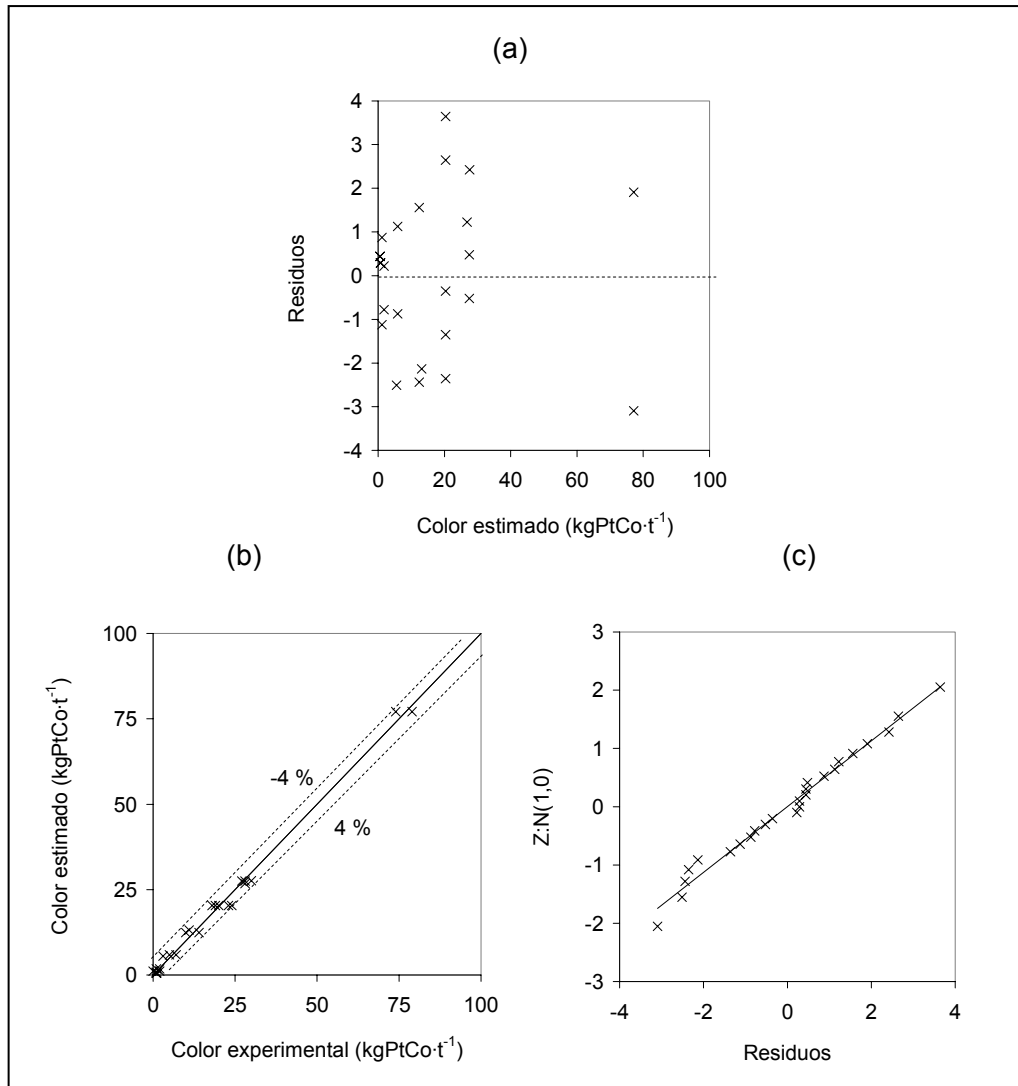 (a)
4
3
2
1
0
-1
-2
-3
-4
Residuos
0 20 40 60 80 100
Color estimado (kgPtCo·t⁻¹)
(b)
100
75
50
25
0
Color estimado (kgPtCo·t⁻¹)
-4 %
4 %
0 25 50 75 100
Color experimental (kgPtCo·t⁻¹)
(c)
3
2
1
0
-1
-2
-3
Z:N(1,0)
-4 -2 0 2 4
Residuos